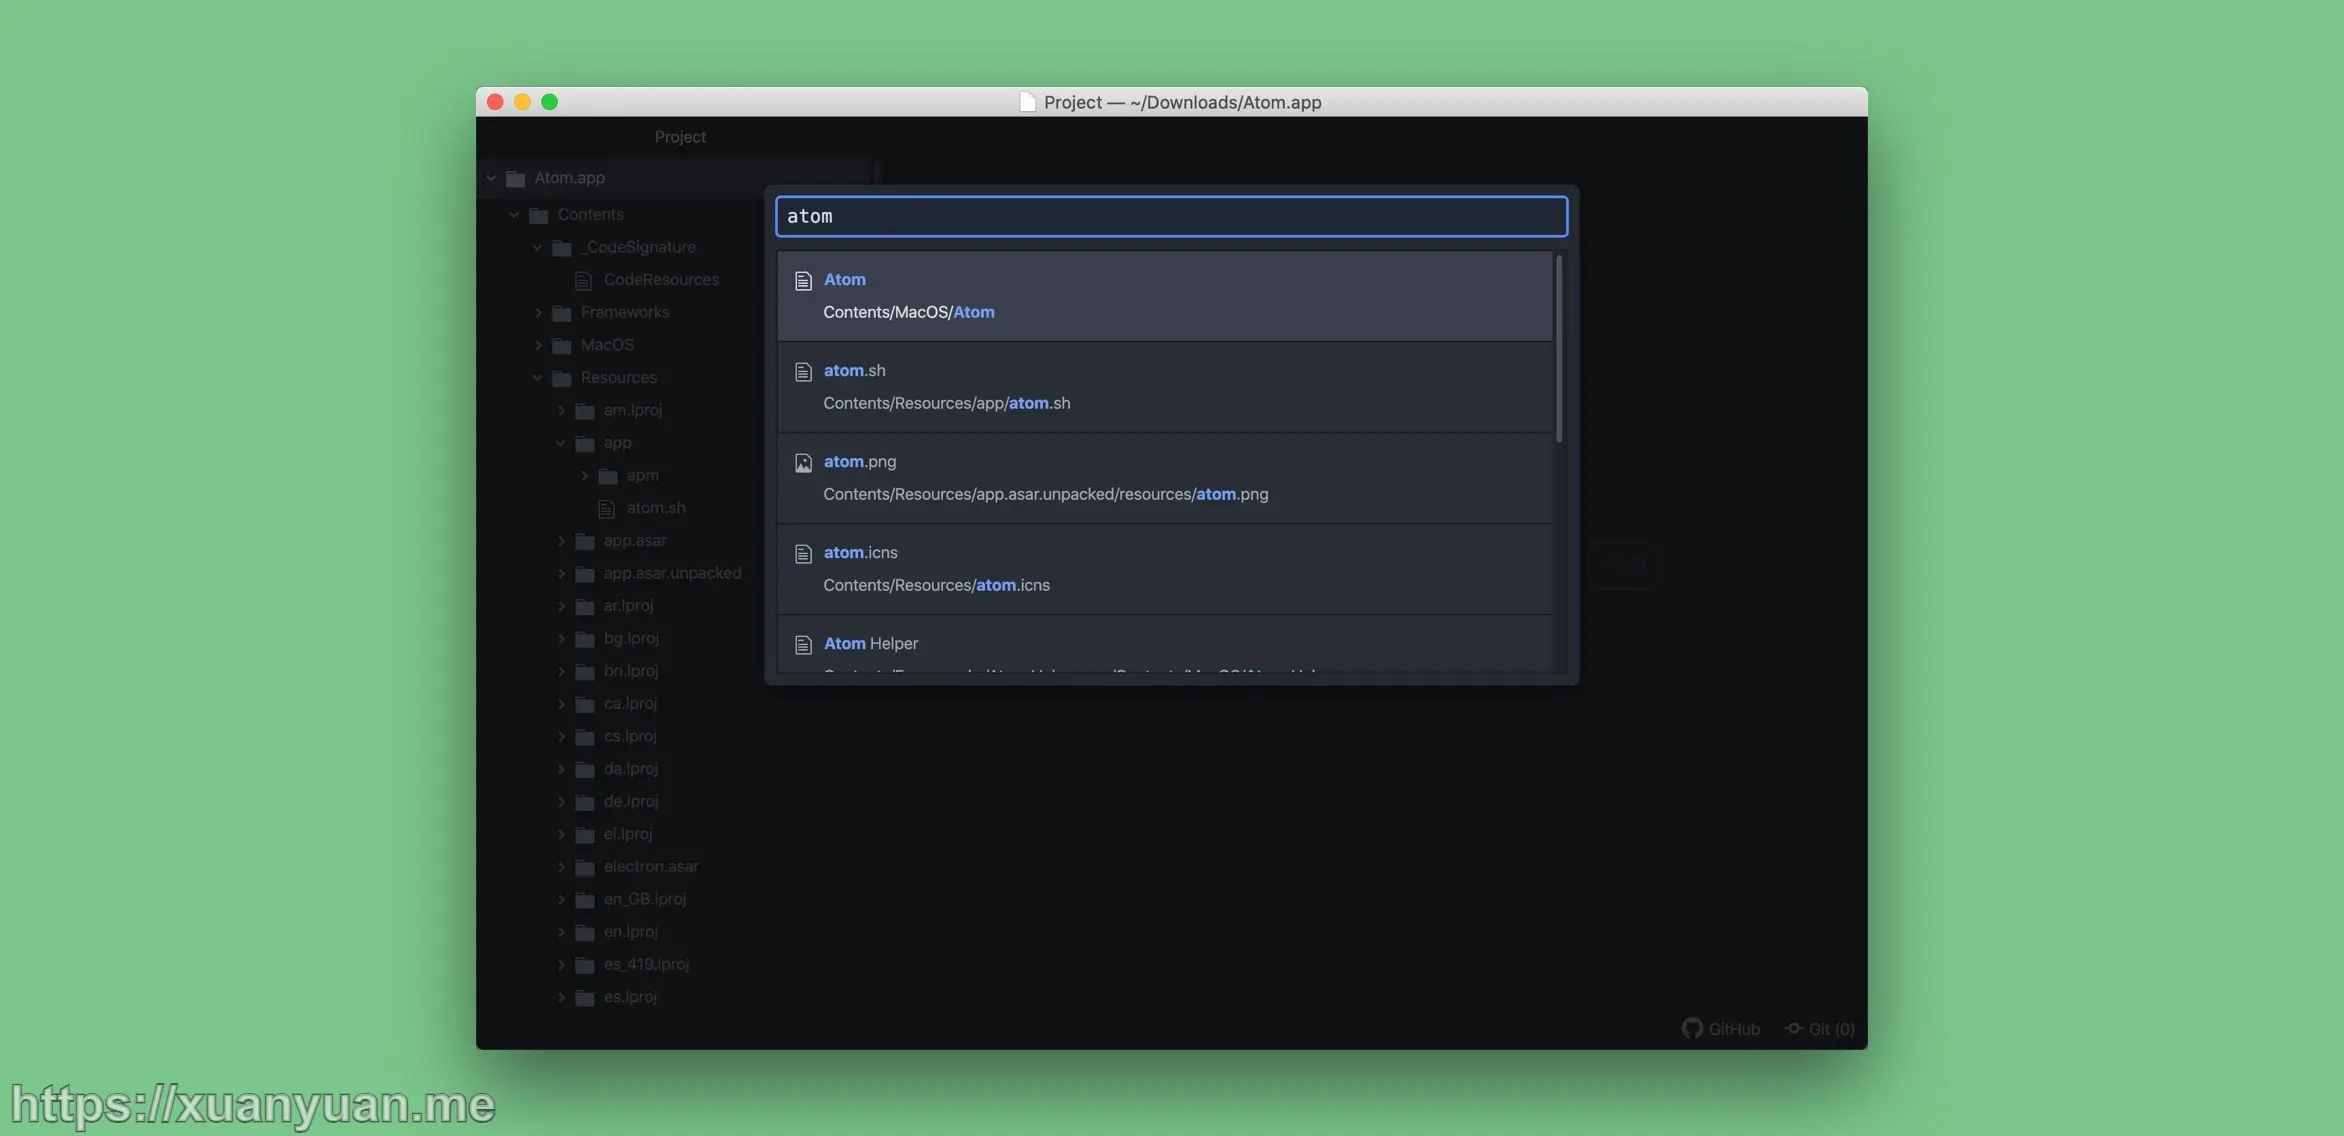 Project — ~/Downloads/Atom.app
Project
Atom.app
Contents
_CodeSignature
CodeResources
Frameworks
MacOS
Resources
am.lproj
app
apm
atom.sh
app.asar
app.asar.unpacked
ar.lproj
bg.lproj
bn.lproj
ca.lproj
cs.lproj
da.lproj
de.lproj
el.lproj
electron.asar
en_GB.lproj
en.lproj
es_419.lproj
es.lproj
atom
Atom
Contents/MacOS/Atom
atom.sh
Contents/Resources/app/atom.sh
atom.png
Contents/Resources/app.asar.unpacked/resources/atom.png
atom.icns
Contents/Resources/atom.icns
Atom Helper
GitHub
Git (0)
https://xuanyuan.me